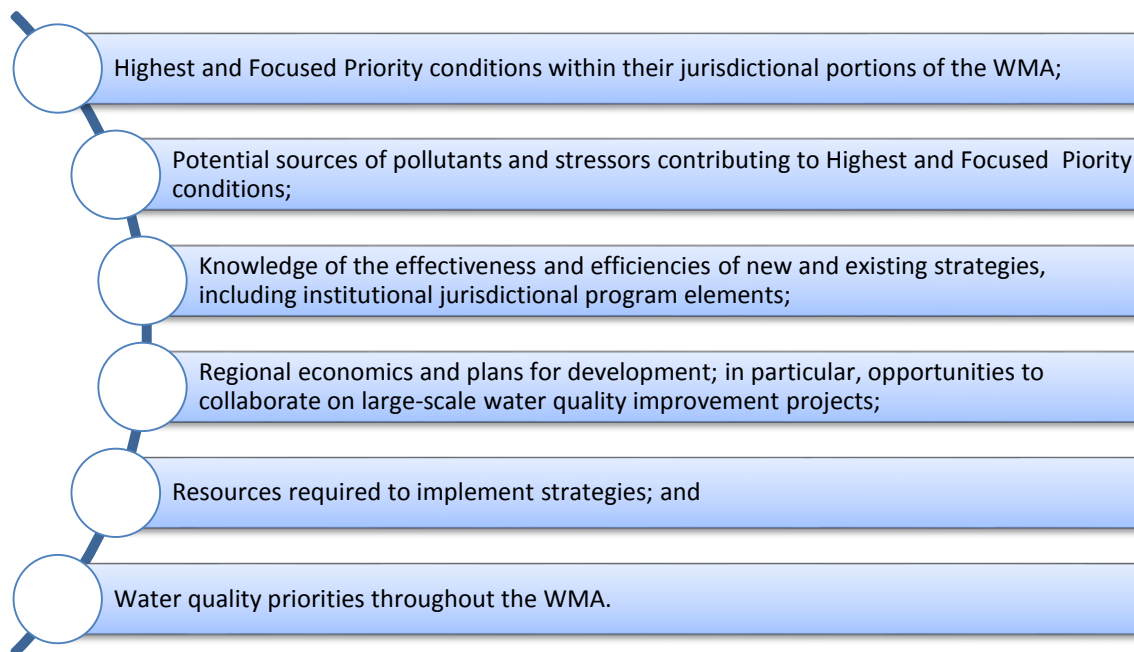 Highest and Focused Priority conditions within their jurisdictional portions of the WMA;
Potential sources of pollutants and stressors contributing to Highest and Focused  Piority
conditions;
Knowledge of the effectiveness and efficiencies of new and existing strategies,
including institutional jurisdictional program elements;
Regional economics and plans for development; in particular, opportunities to
collaborate on large-scale water quality improvement projects;
Resources required to implement strategies; and
Water quality priorities throughout the WMA.